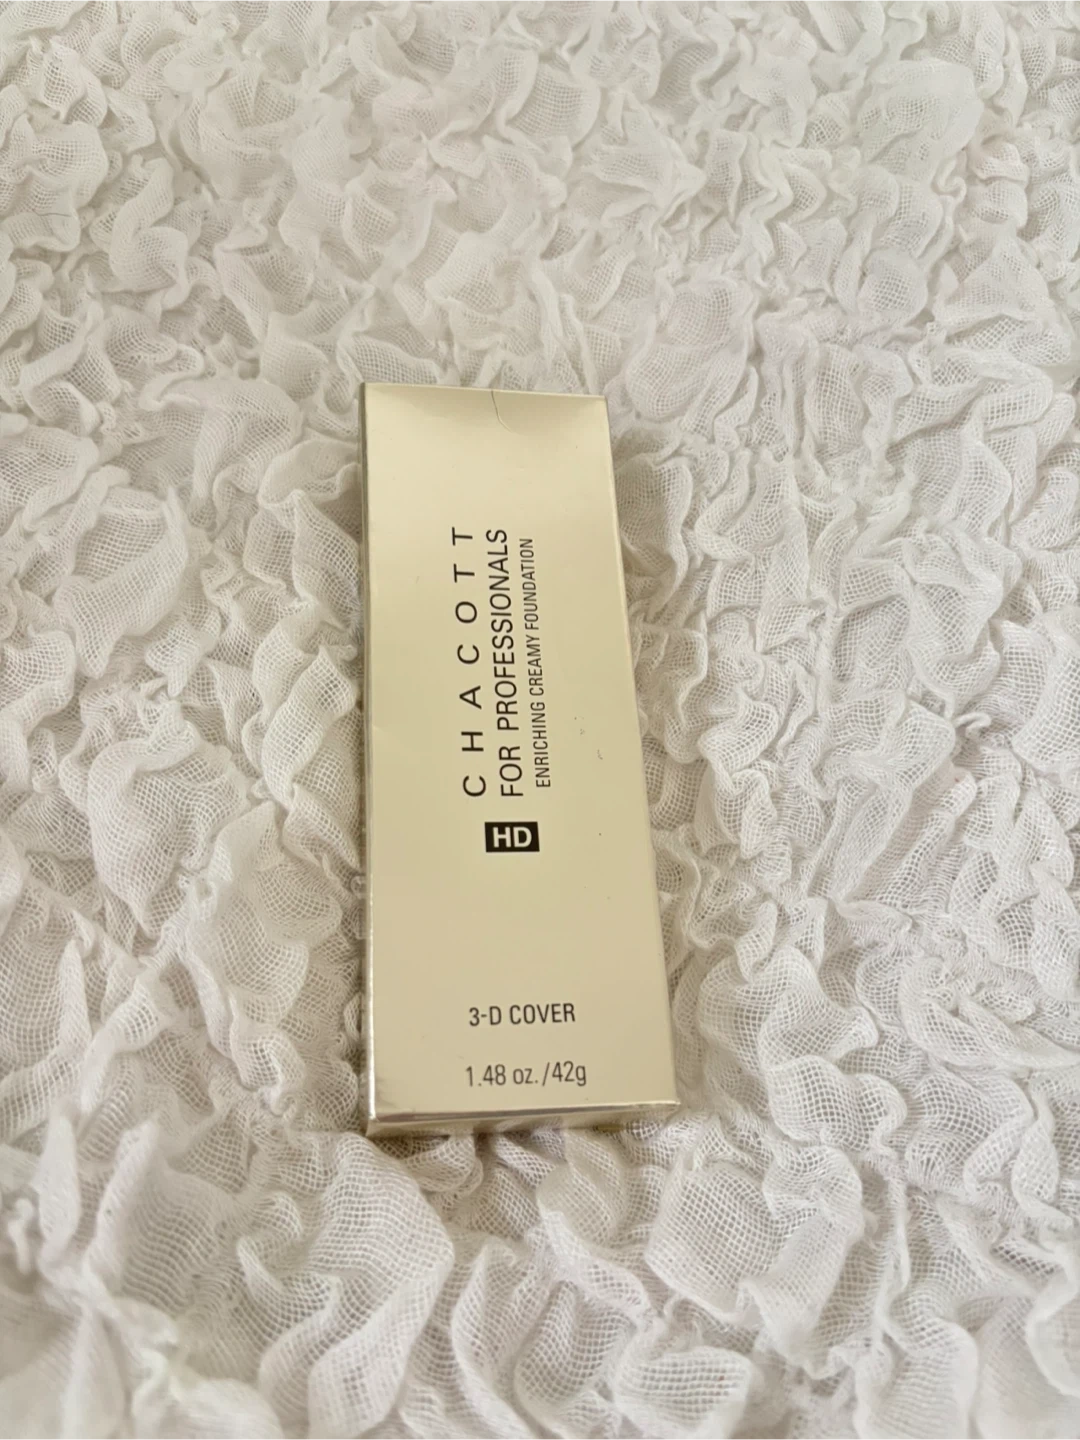 CHACOTT
FOR PROFESSIONALS
ENRICHING CREAMY FOUNDATION
HD
3-D COVER
1.48 oz./42g